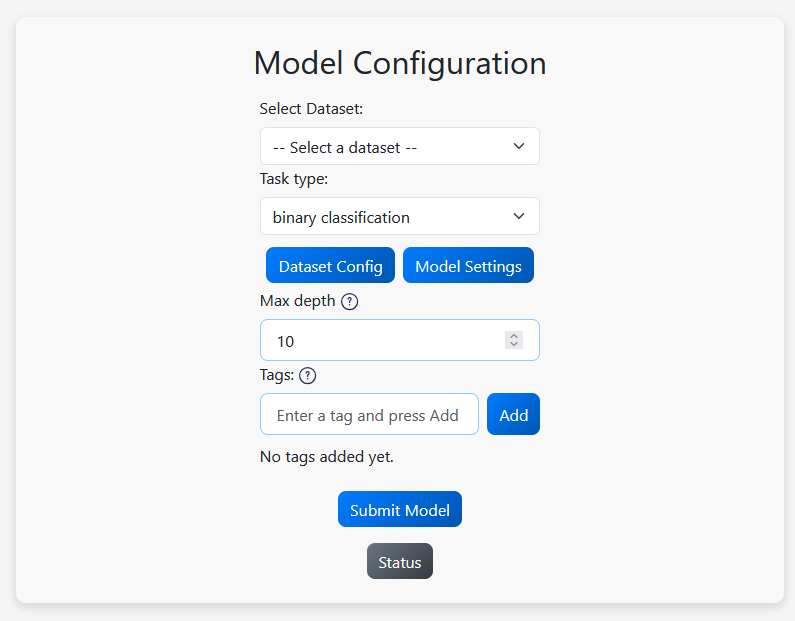 Model Configuration
Select Dataset:
-- Select a dataset --
Task type:
binary classification
Dataset Config Model Settings
Max depth ?
10
Tags: ?
Enter a tag and press Add Add
No tags added yet.
Submit Model
Status